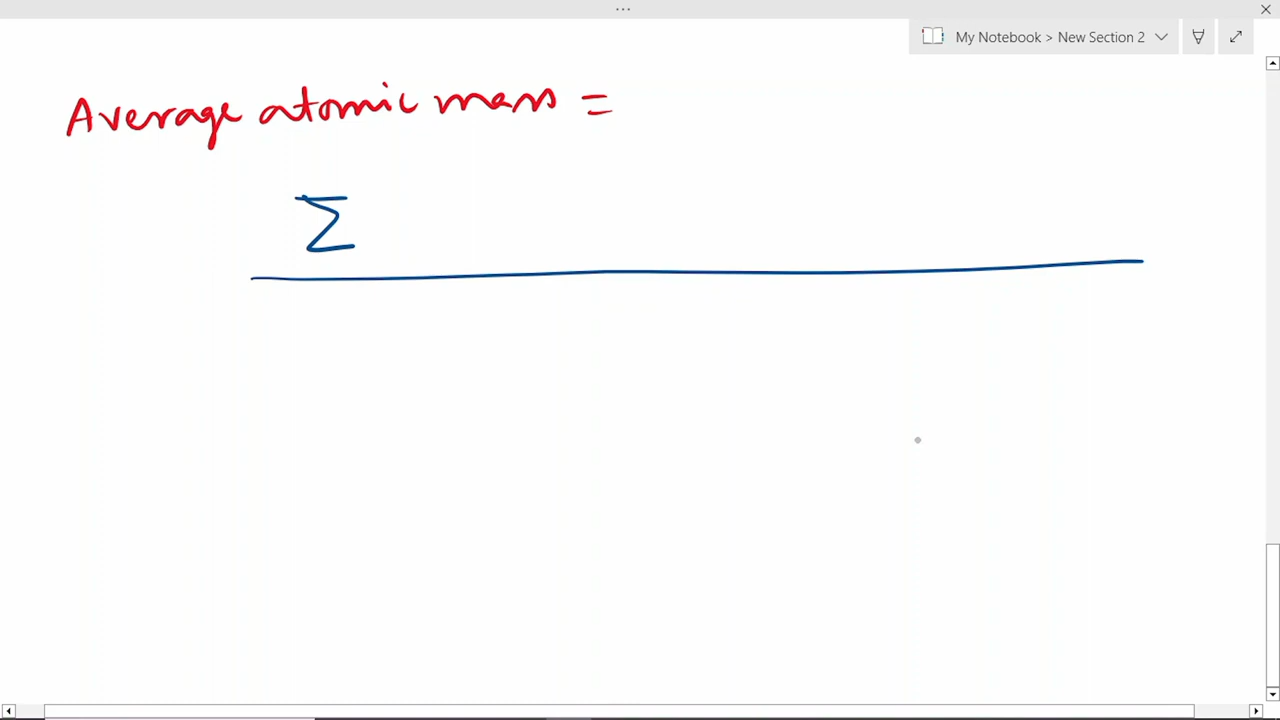 ...
My Notebook > New Section 2
Average atomic mass =
Σ